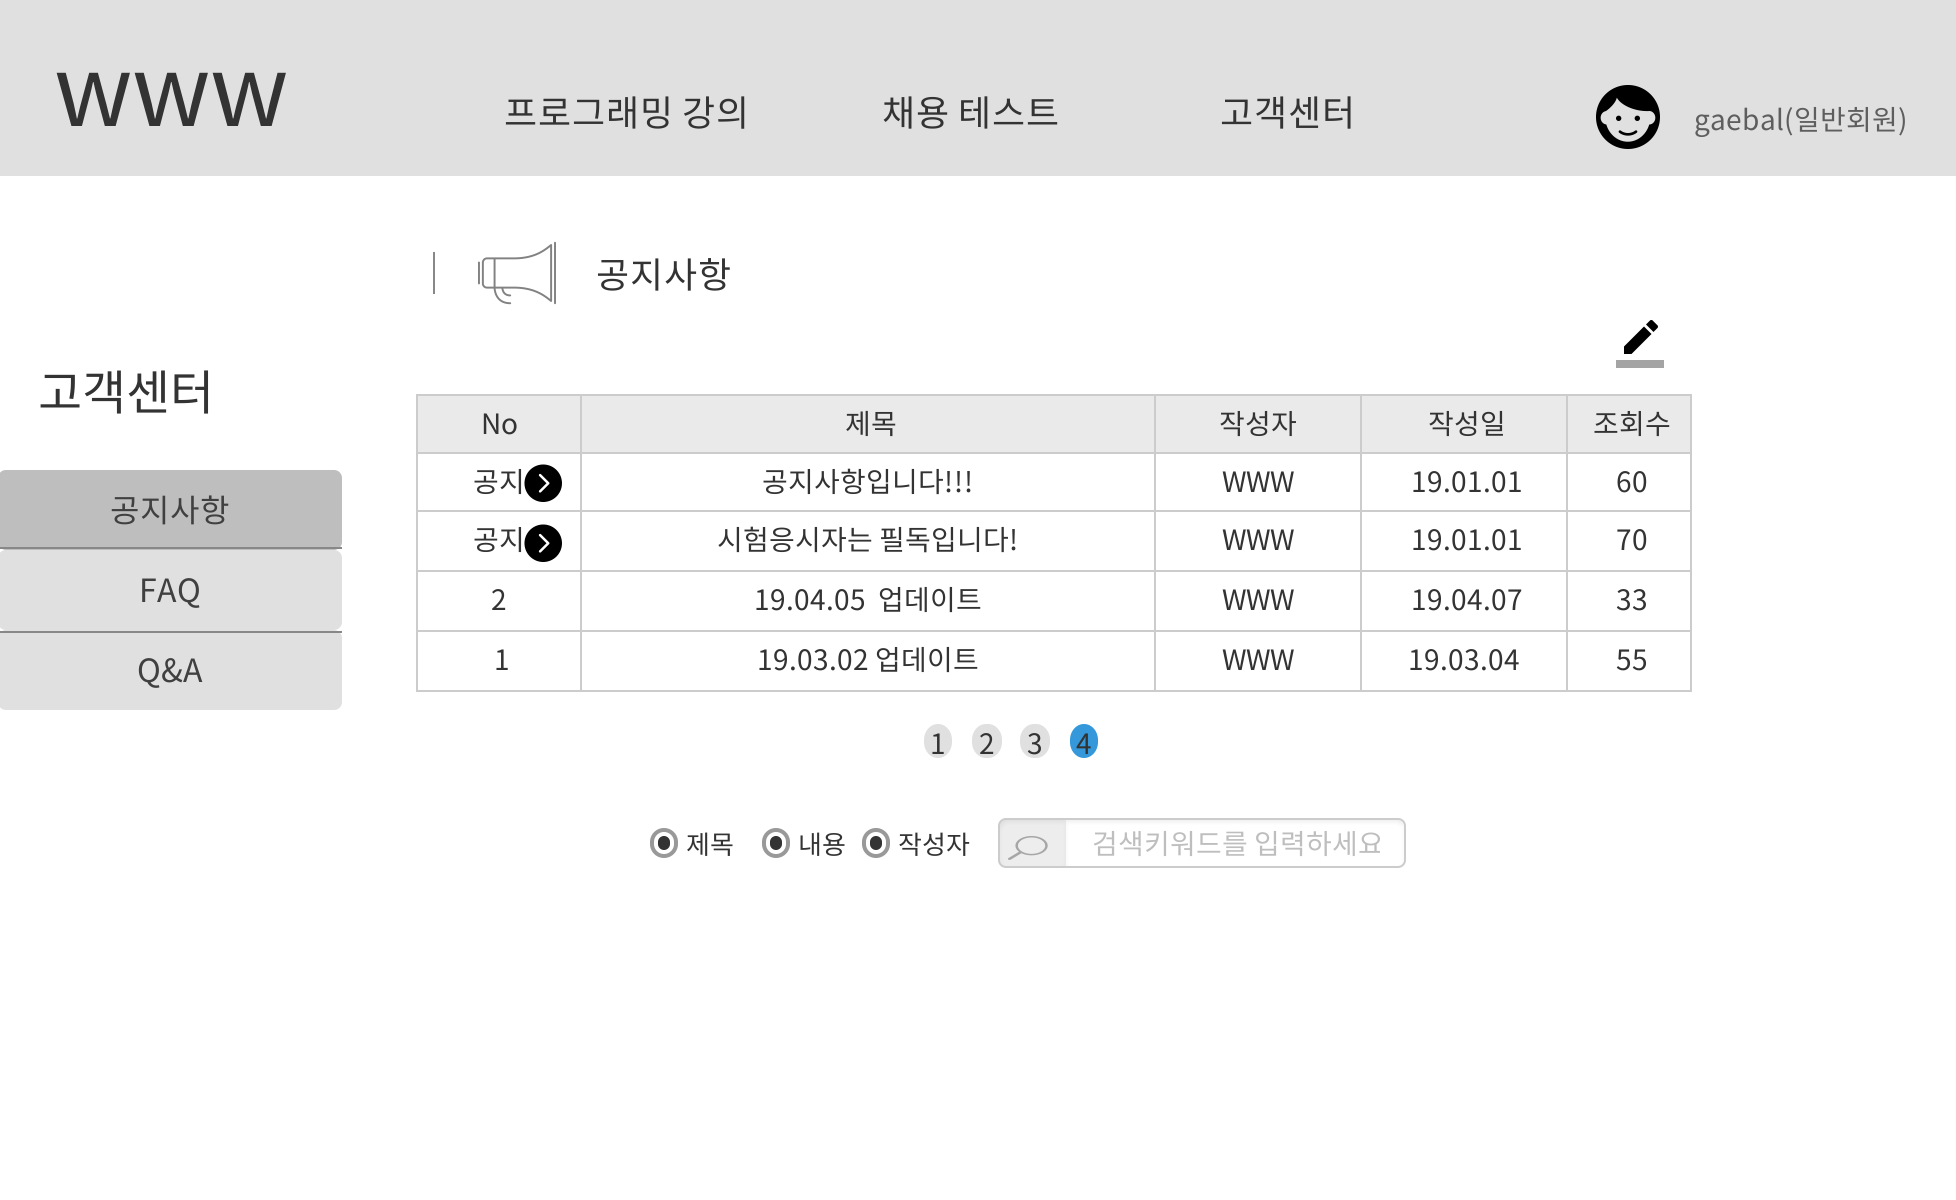 WWW
프로그래밍 강의 채용 테스트 고객센터 gaebal(일반회원)
공지사항
고객센터
공지사항
FAQ
Q&A
No 제목 작성자 작성일 조회수
공지 공지사항입니다!!! WWW 19.01.01 60
공지 시험응시자는 필독입니다! WWW 19.01.01 70
2 19.04.05 업데이트 WWW 19.04.07 33
1 19.03.02 업데이트 WWW 19.03.04 55
1 2 3 4
제목 내용 작성자 검색키워드를 입력하세요